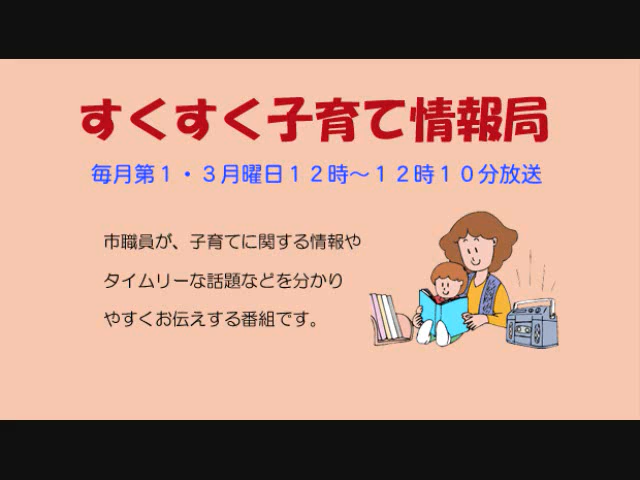 すくすく子育て情報局
毎月第１・３月曜日１２時～１２時１０分放送
市職員が、子育てに関する情報や
タイムリーな話題などを分かり
やすくお伝えする番組です。